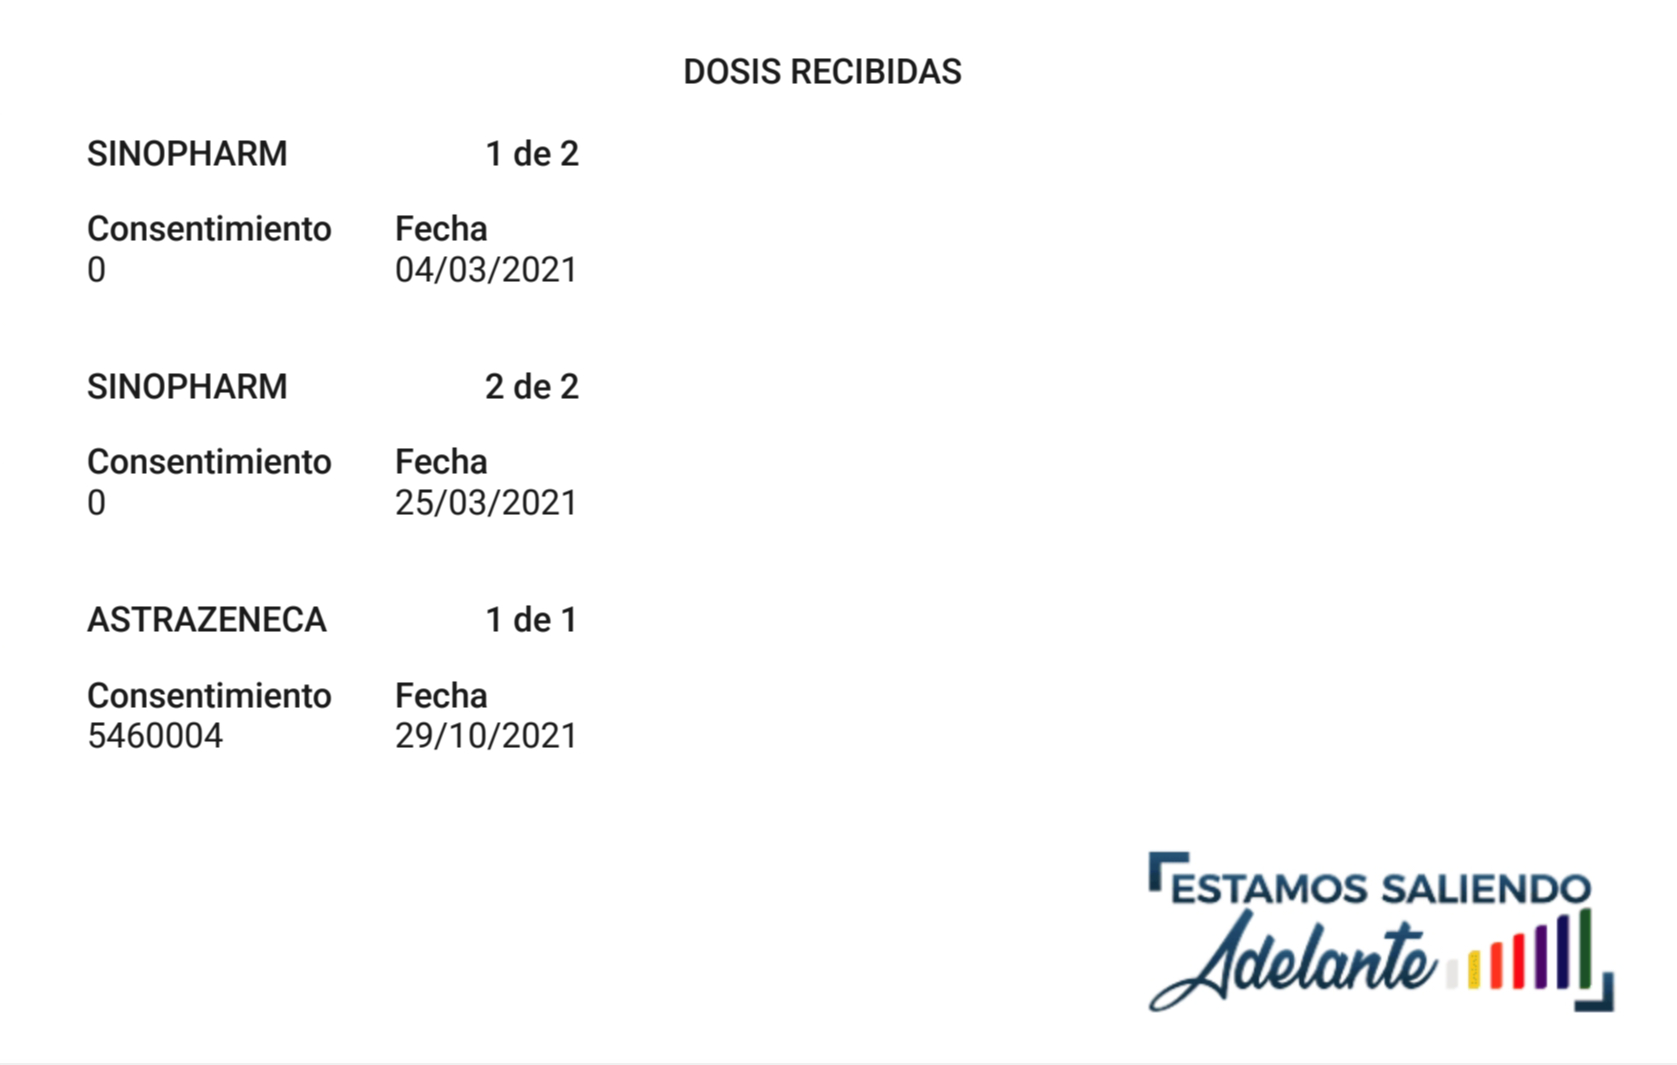 DOSIS RECIBIDAS
SINOPHARM 1 de 2
Consentimiento Fecha
0 04/03/2021
SINOPHARM 2 de 2
Consentimiento Fecha
0 25/03/2021
ASTRAZENECA 1 de 1
Consentimiento Fecha
5460004 29/10/2021
ESTAMOS SALIENDO
Adelante